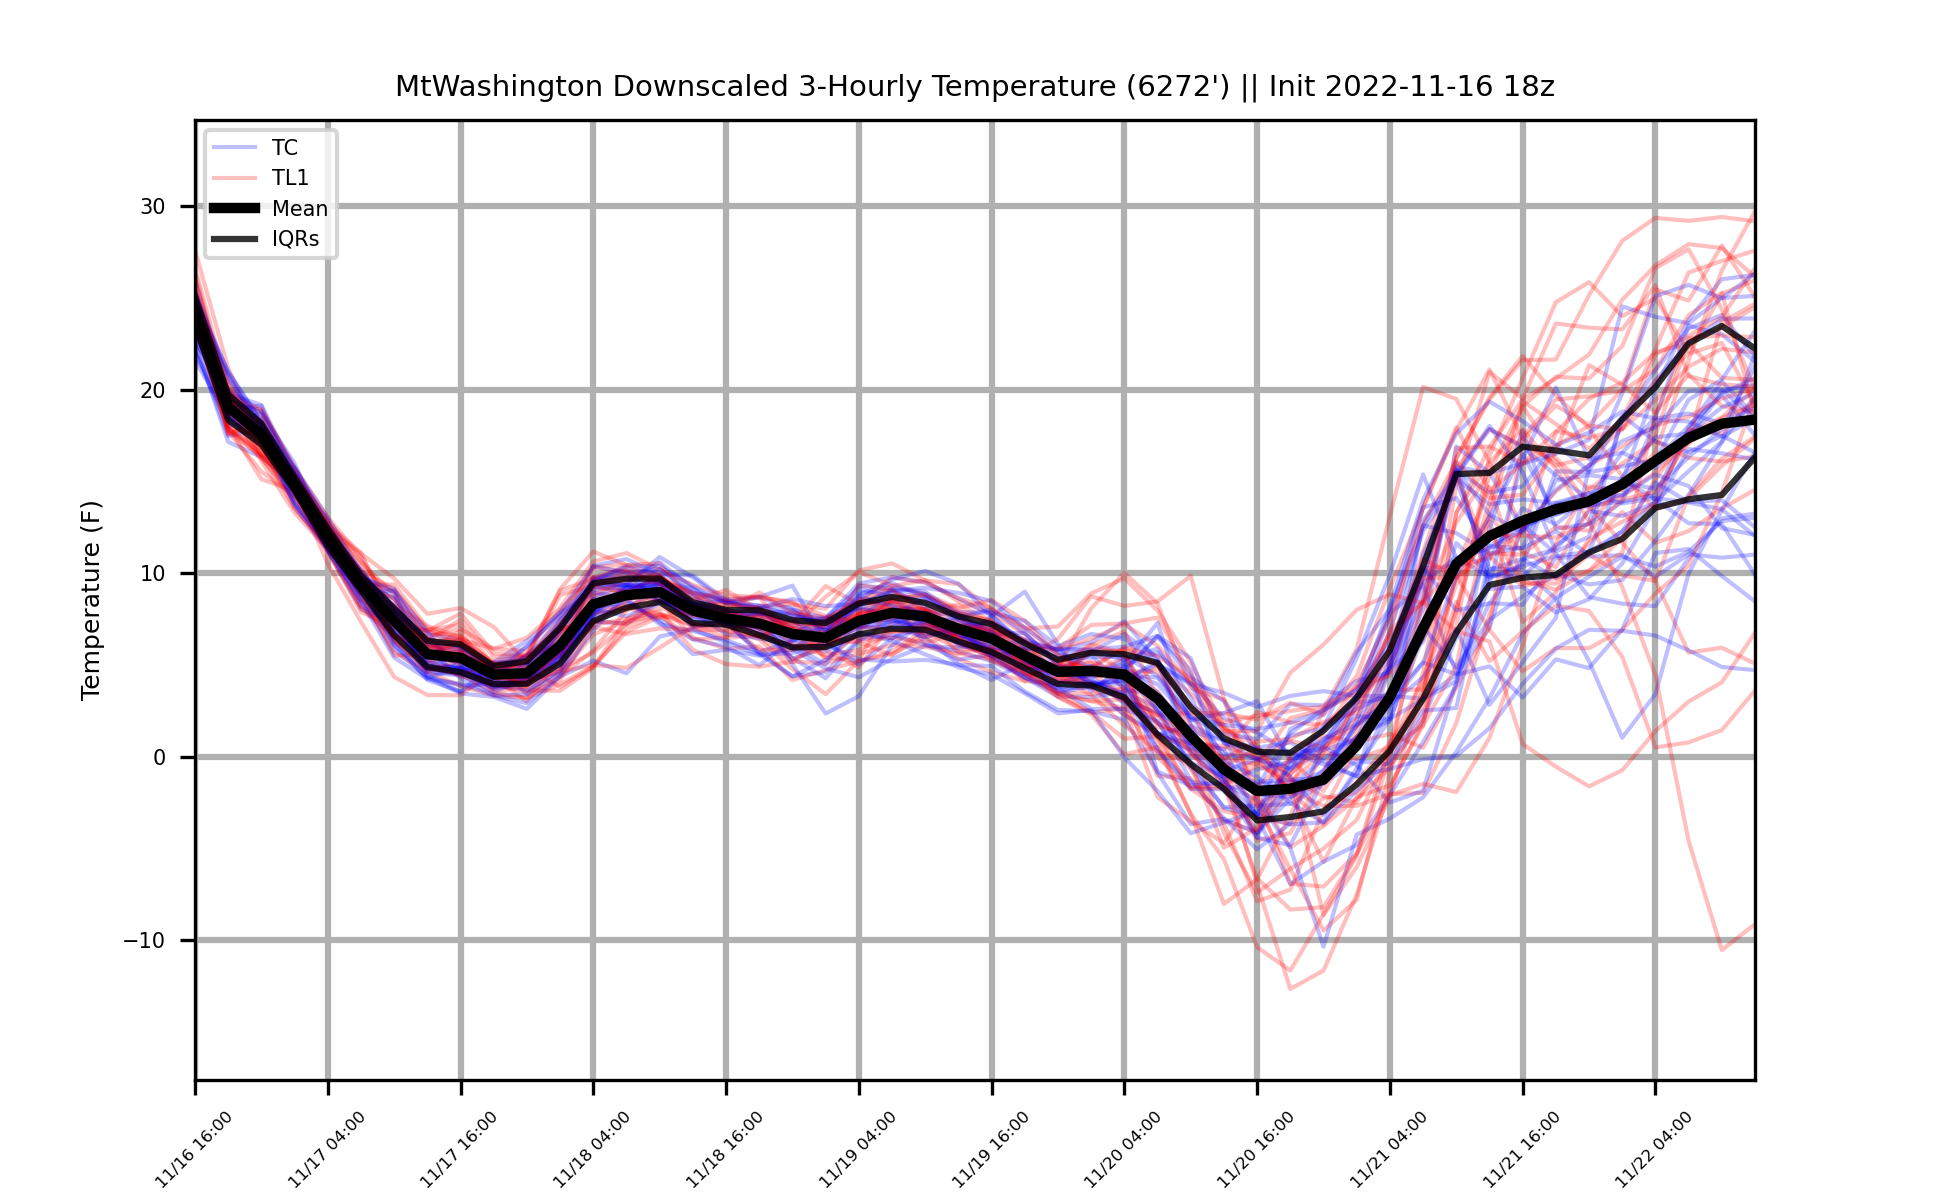 MtWashington Downscaled 3-Hourly Temperature (6272') || Init 2022-11-16 18z
TC
TL1
Mean
IQRs
Temperature (F)
30
20
10
0
−10
11/16 16:00
11/17 04:00
11/17 16:00
11/18 04:00
11/18 16:00
11/19 04:00
11/19 16:00
11/20 04:00
11/20 16:00
11/21 04:00
11/21 16:00
11/22 04:00